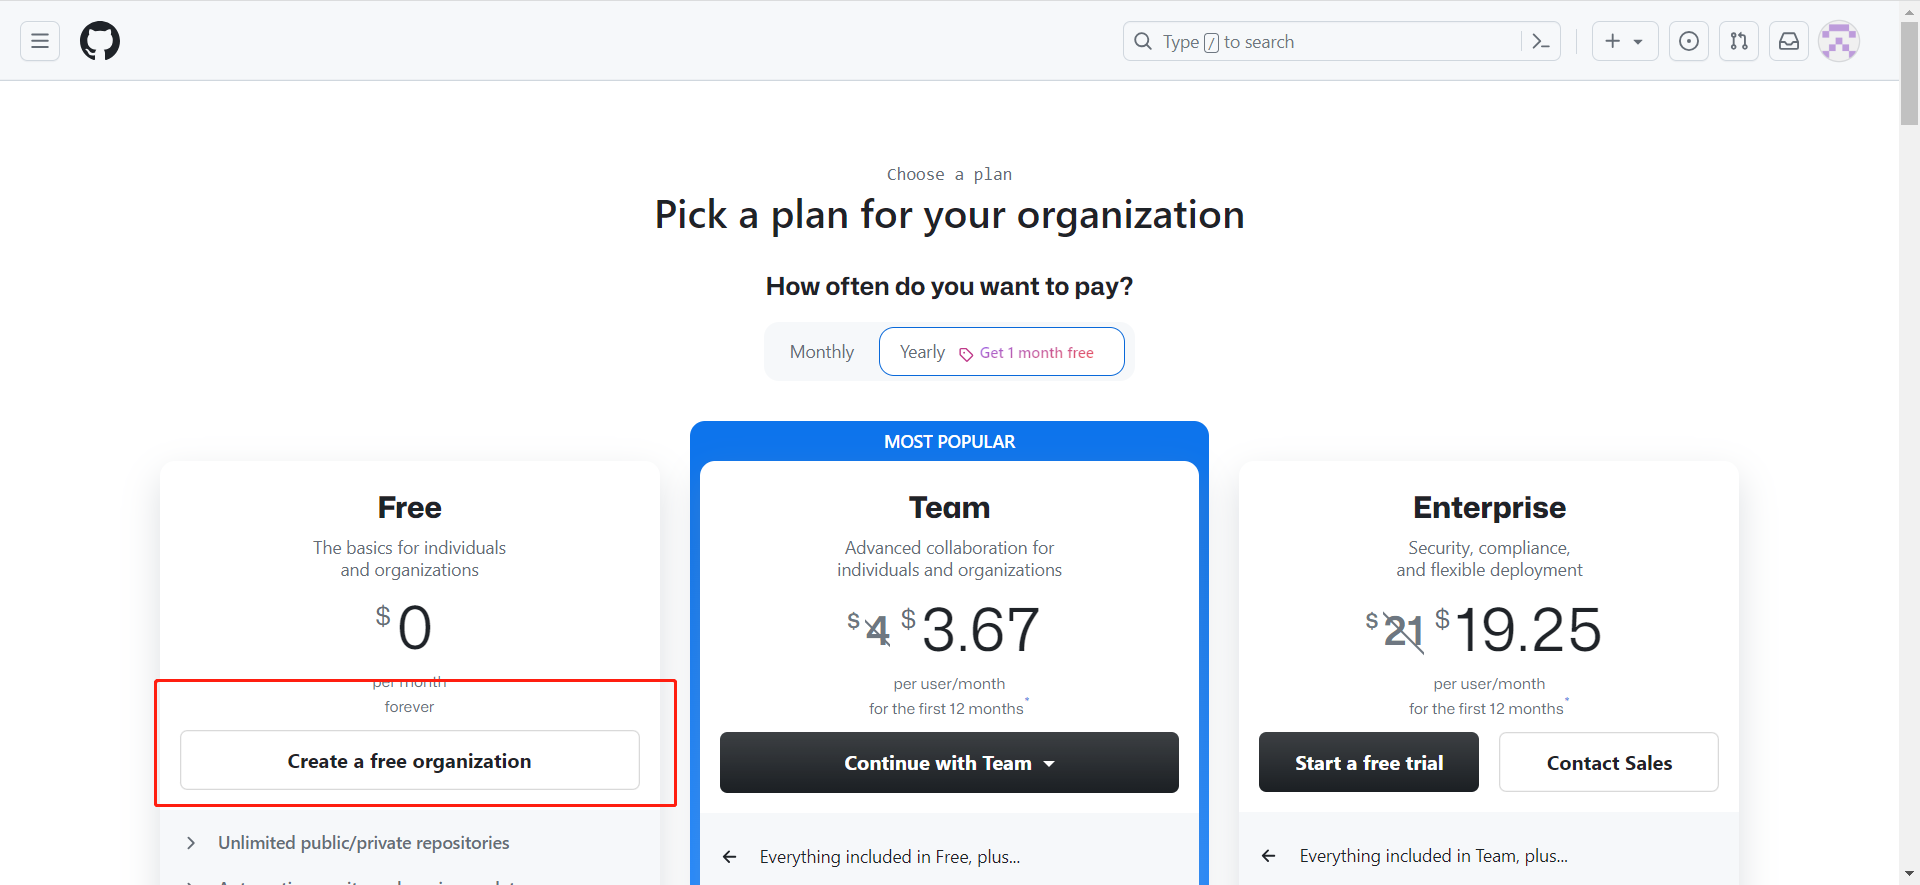 Type / to search
Choose a plan
Pick a plan for your organization
How often do you want to pay?
Monthly
Yearly Get 1 month free
MOST POPULAR
Free
The basics for individuals
and organizations
$0
per month
forever
Create a free organization
Unlimited public/private repositories
Team
Advanced collaboration for
individuals and organizations
$4 $3.67
per user/month
for the first 12 months*
Continue with Team
Everything included in Free, plus...
Enterprise
Security, compliance,
and flexible deployment
$21 $19.25
per user/month
for the first 12 months*
Start a free trial
Contact Sales
Everything included in Team, plus...